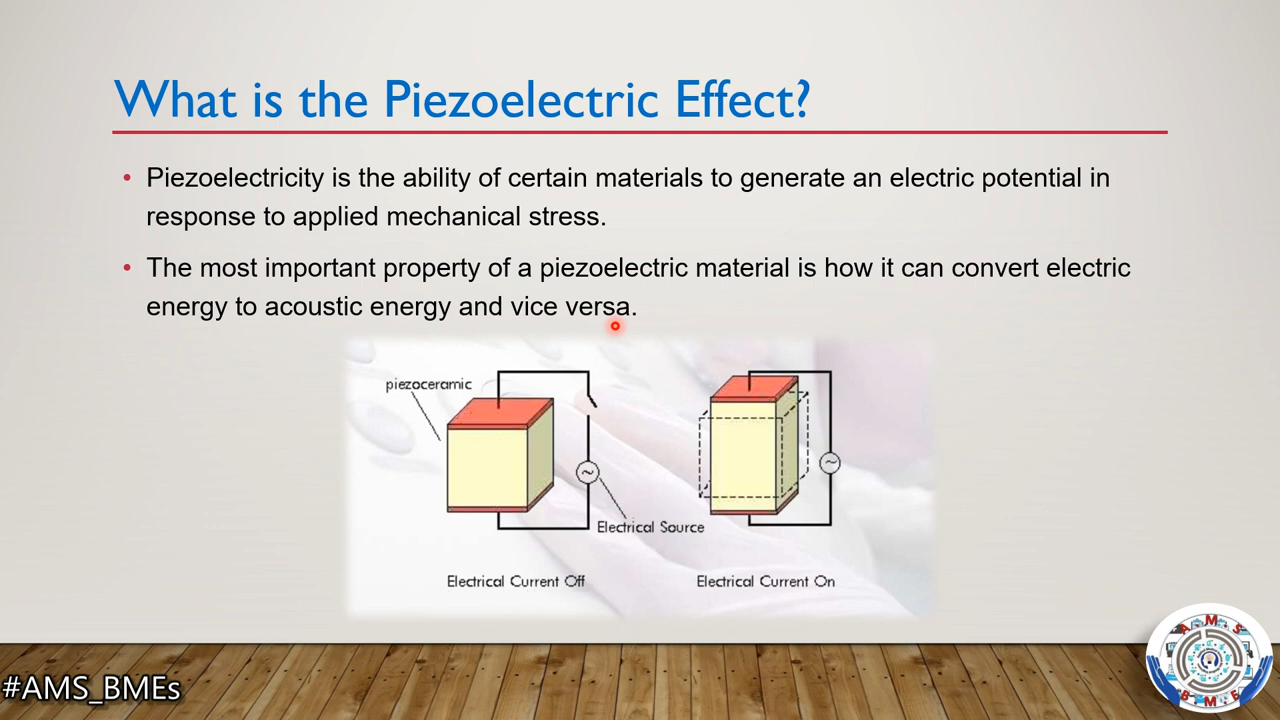 What is the Piezoelectric Effect?
• Piezoelectricity is the ability of certain materials to generate an electric potential in
response to applied mechanical stress.
• The most important property of a piezoelectric material is how it can convert electric
energy to acoustic energy and vice versa.
piezoceramic
~
~
Electrical Source
Electrical Current Off
Electrical Current On
#AMS_BMEs
A M S
B M E